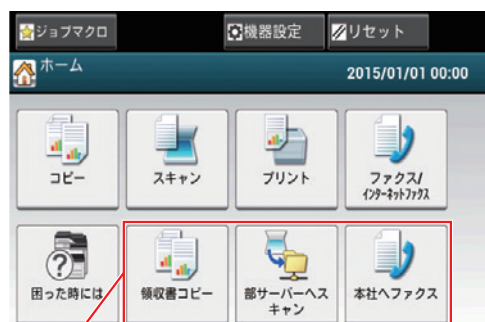 ジョブマクロ 機器設定 リセット
ホーム 2015/01/01 00:00
コピー スキャン プリント ファクス/
インターネットファクス
困った時には 領収書コピー 部サーバーへス
キャン 本社へファクス